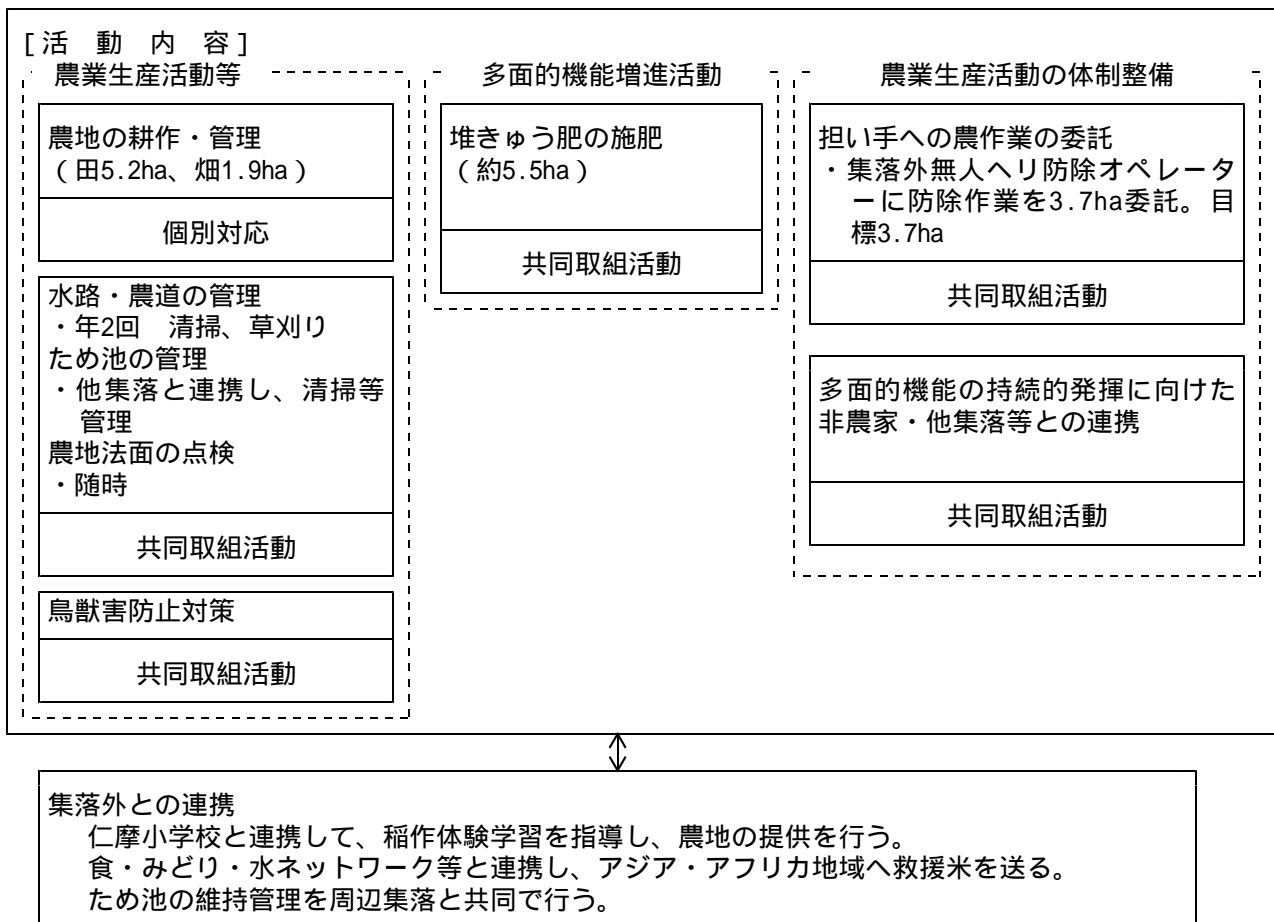 [活 動 内 容]
農業生産活動等
農地の耕作・管理
（田5.2ha、畑1.9ha）
個別対応
水路・農道の管理
・年2回 清掃、草刈り
ため池の管理
・他集落と連携し、清掃等
管理
農地法面の点検
・随時
共同取組活動
鳥獣害防止対策
共同取組活動
多面的機能増進活動
堆きゅう肥の施肥
（約5.5ha）
共同取組活動
農業生産活動の体制整備
担い手への農作業の委託
・集落外無人ヘリ防除オペレータ
ーに防除作業を3.7ha委託。目
標3.7ha
共同取組活動
多面的機能の持続的発揮に向けた
非農家・他集落等との連携
共同取組活動
集落外との連携
仁摩小学校と連携して、稲作体験学習を指導し、農地の提供を行う。
食・みどり・水ネットワーク等と連携し、アジア・アフリカ地域へ救援米を送る。
ため池の維持管理を周辺集落と共同で行う。